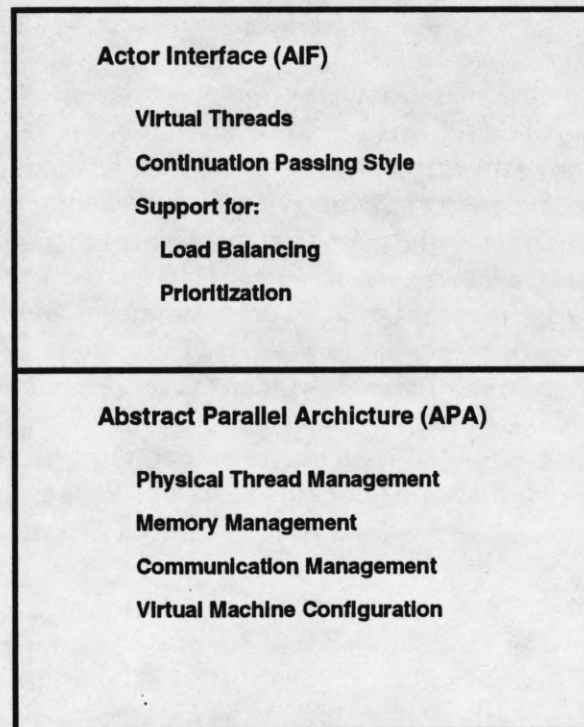 Actor Interface (AIF)
Virtual Threads
Continuation Passing Style
Support for:
Load Balancing
Prioritization
Abstract Parallel Archicture (APA)
Physical Thread Management
Memory Management
Communication Management
Virtual Machine Configuration